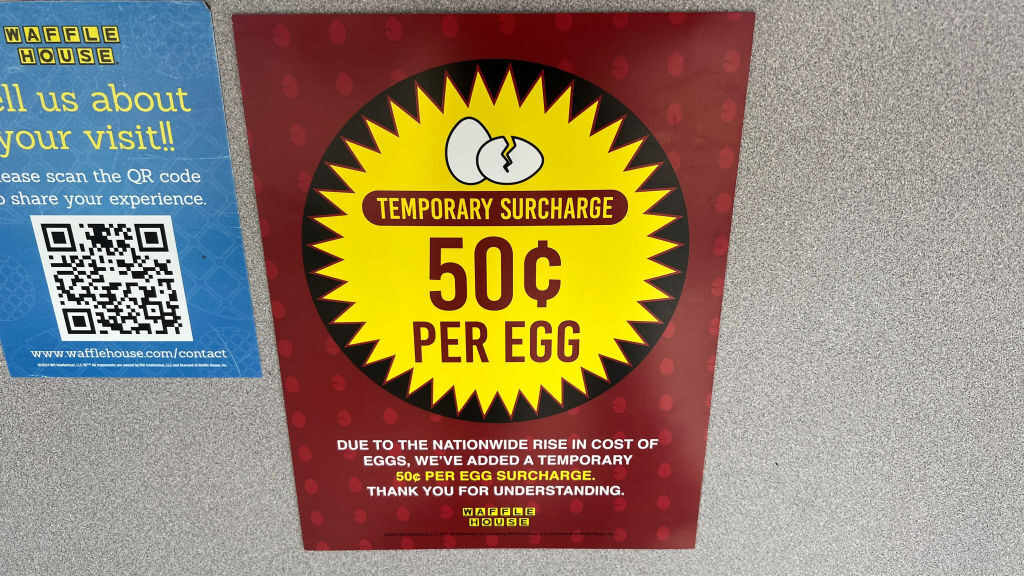 WAFFLE
HOUSE
ell us about
your visit!!
lease scan the QR code
o share your experience.
www.wafflehouse.com/contact
TEMPORARY SURCHARGE
50¢
PER EGG
DUE TO THE NATIONWIDE RISE IN COST OF
EGGS, WE'VE ADDED A TEMPORARY
50¢ PER EGG SURCHARGE.
THANK YOU FOR UNDERSTANDING.
WAFFLE
HOUSE